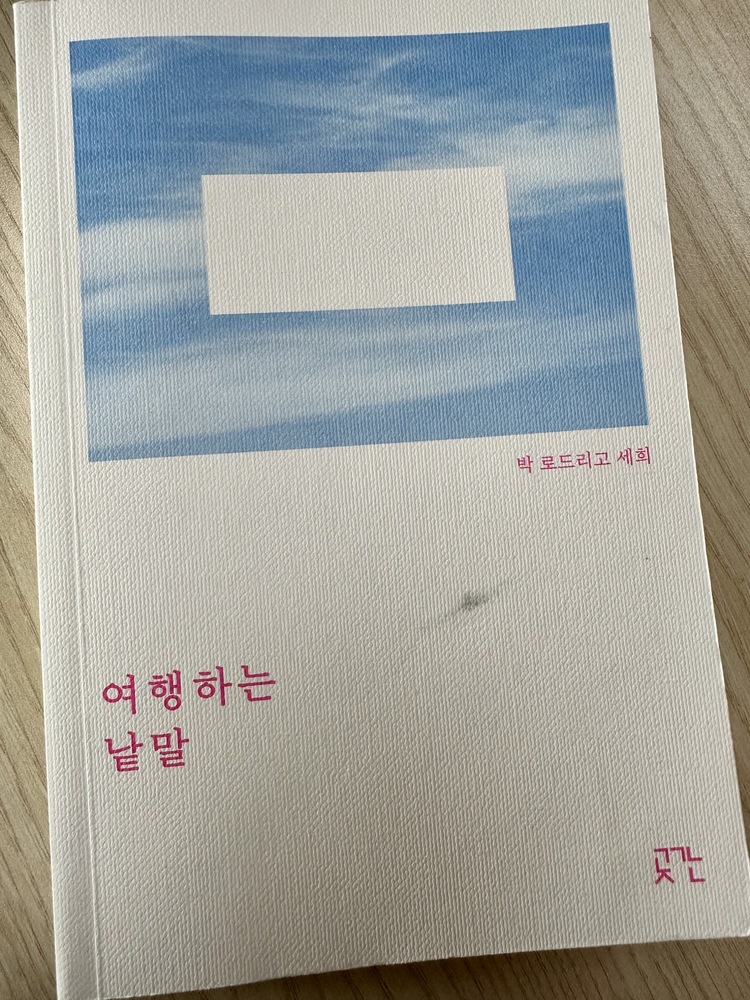 박 로드리고 세희
여행하는
낱말
곳간